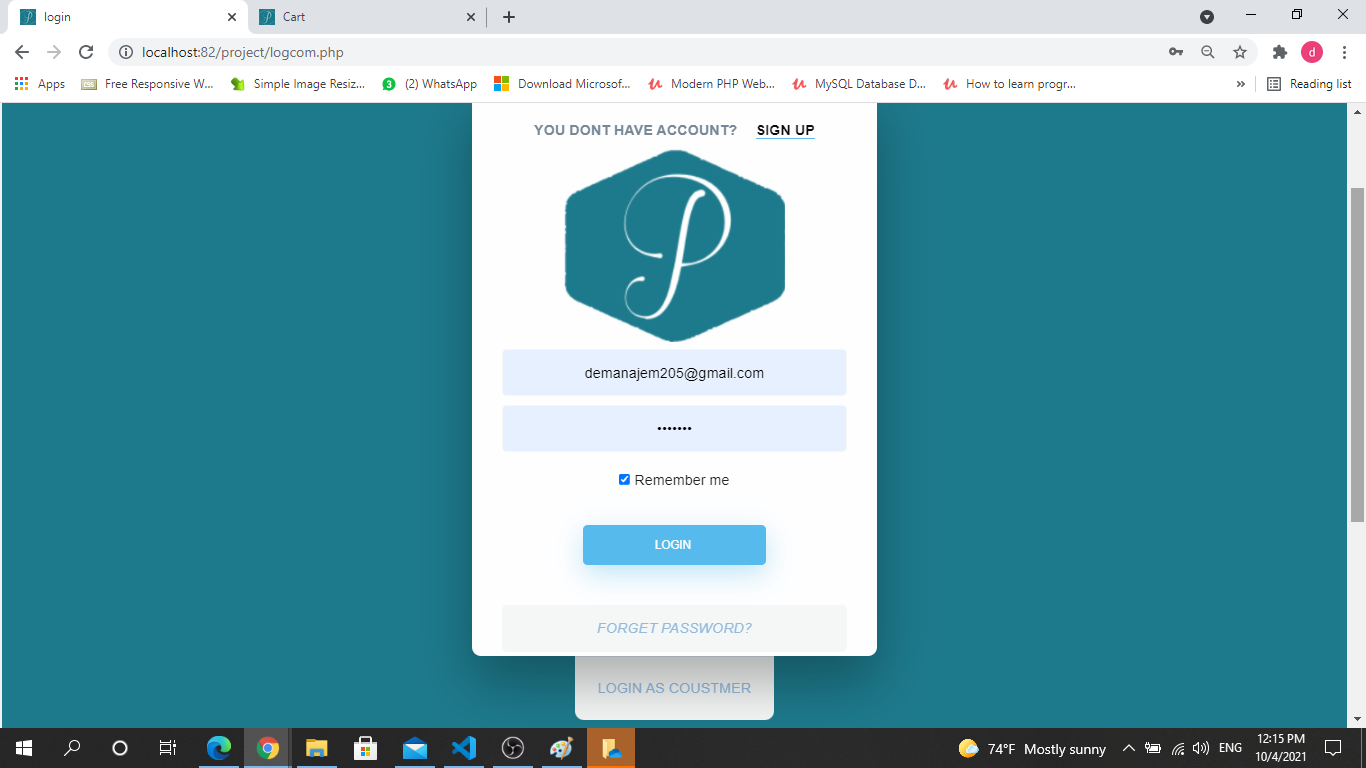 login
Cart
localhost:82/project/logcom.php
d
Apps
Free Responsive W...
Simple Image Resiz...
3
(2) WhatsApp
Download Microsof...
Modern PHP Web...
MySQL Database D...
How to learn progr...
»
Reading list
YOU DONT HAVE ACCOUNT? SIGN UP
P
demanajem205@gmail.com
•••••••
Remember me
LOGIN
FORGET PASSWORD?
LOGIN AS COUSTMER
74°F Mostly sunny
ENG
12:15 PM
10/4/2021